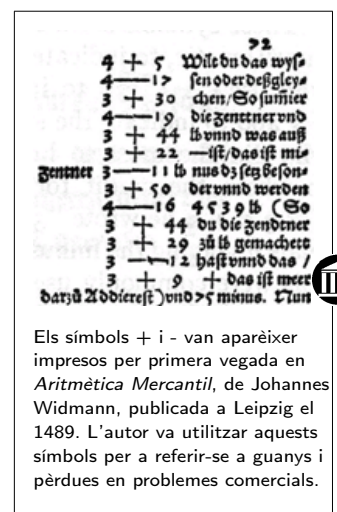 72
4 + 5 Wilt du das wyſ⸗
4 —— 17 ſen oder deßgley⸗
3 + 30 chen/ So ſumier
4 —— 19 die zentner vnd
3 + 44 lb vnnd was auß
3 + 22 — iſt/ das iſt mi⸗
zentner 3 —— 11 lb nus dz ſetz beſon⸗
3 + 50 der vnnd werden
4 —— 16 4539 lb (So
3 + 44 du die zendtner
3 + 29 zů lb gemachett
3 —— 12 haſt vnnd das /
3 + 9 + das iſt meer
darzů Addiereſt) vnd 75 minus. Nun
Els símbols + i - van aparèixer
impresos per primera vegada en
Aritmètica Mercantil, de Johannes
Widmann, publicada a Leipzig el
1489. L'autor va utilitzar aquests
símbols per a referir-se a guanys i
pèrdues en problemes comercials.